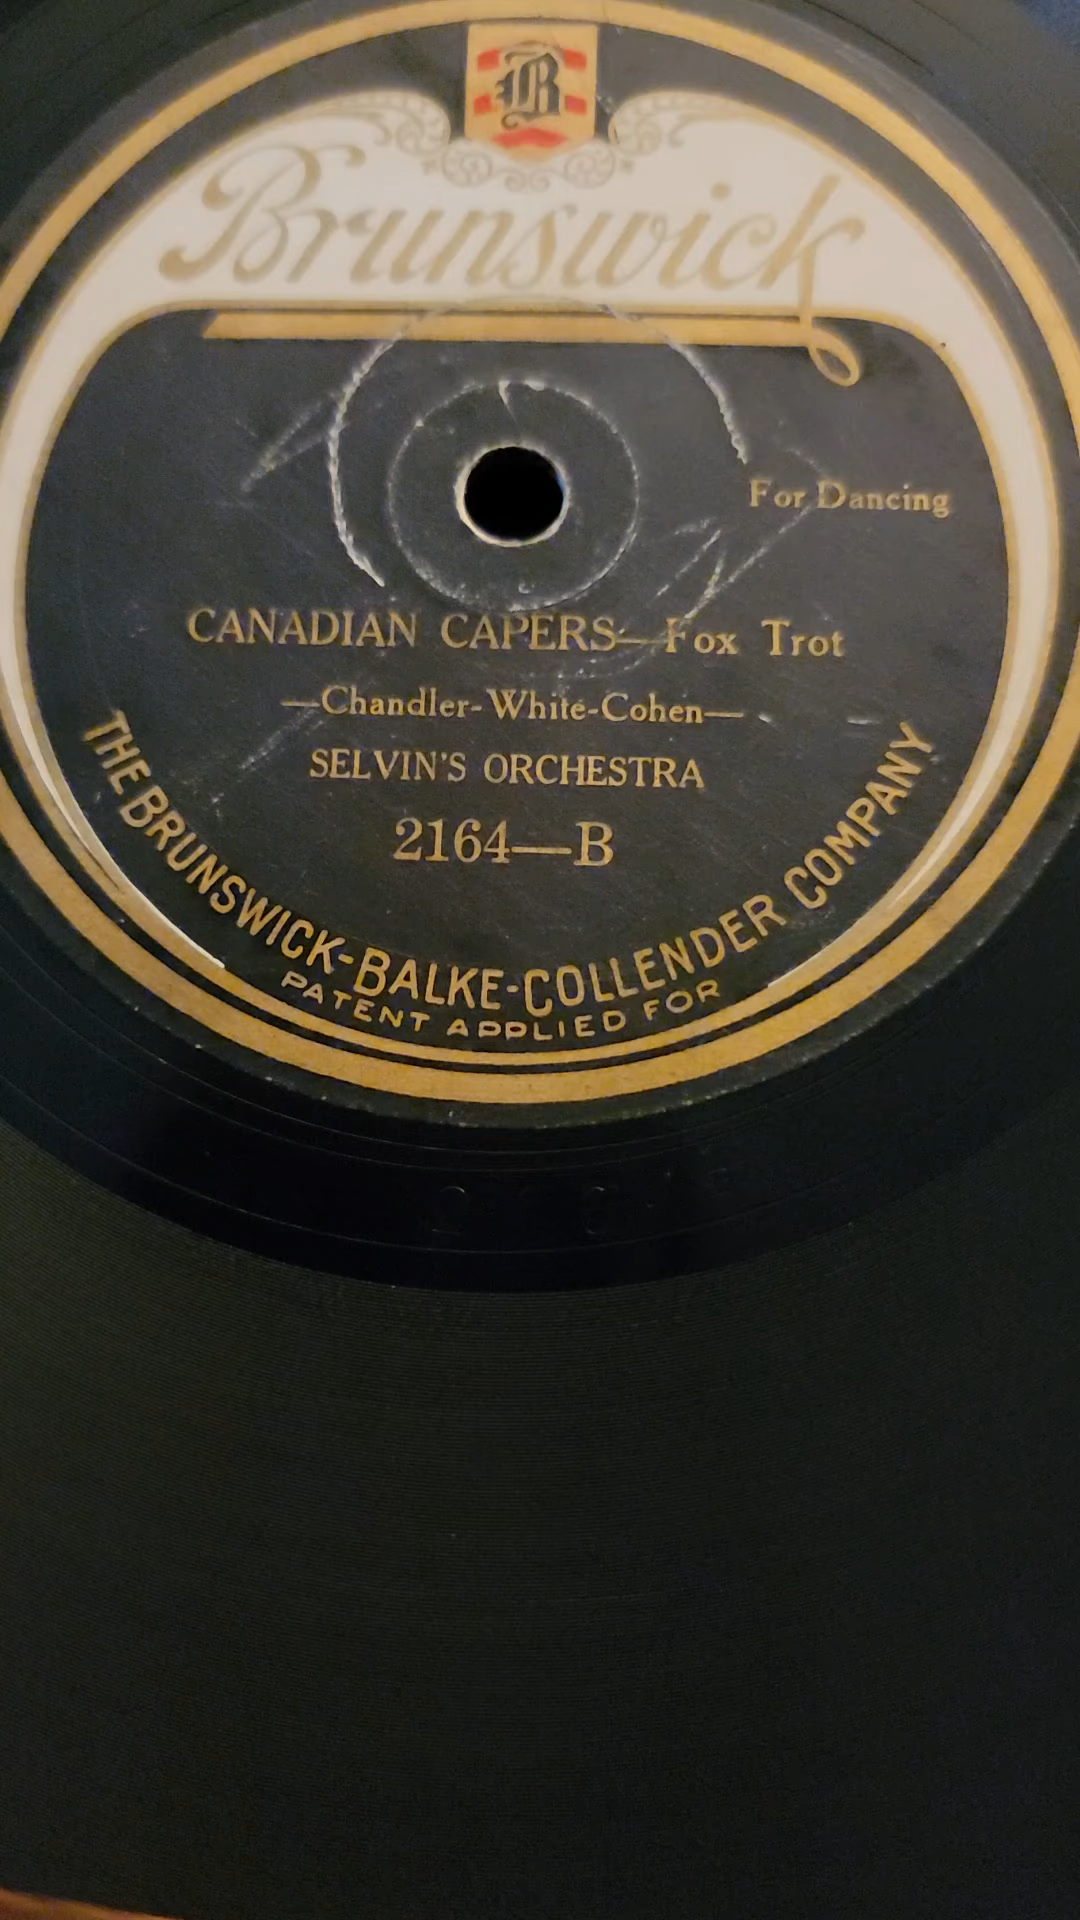 B
Brunswick
For Dancing
CANADIAN CAPERS—Fox Trot
—Chandler-White-Cohen—
SELVIN'S ORCHESTRA
2164—B
THE BRUNSWICK-BALKE-COLLENDER COMPANY
PATENT APPLIED FOR